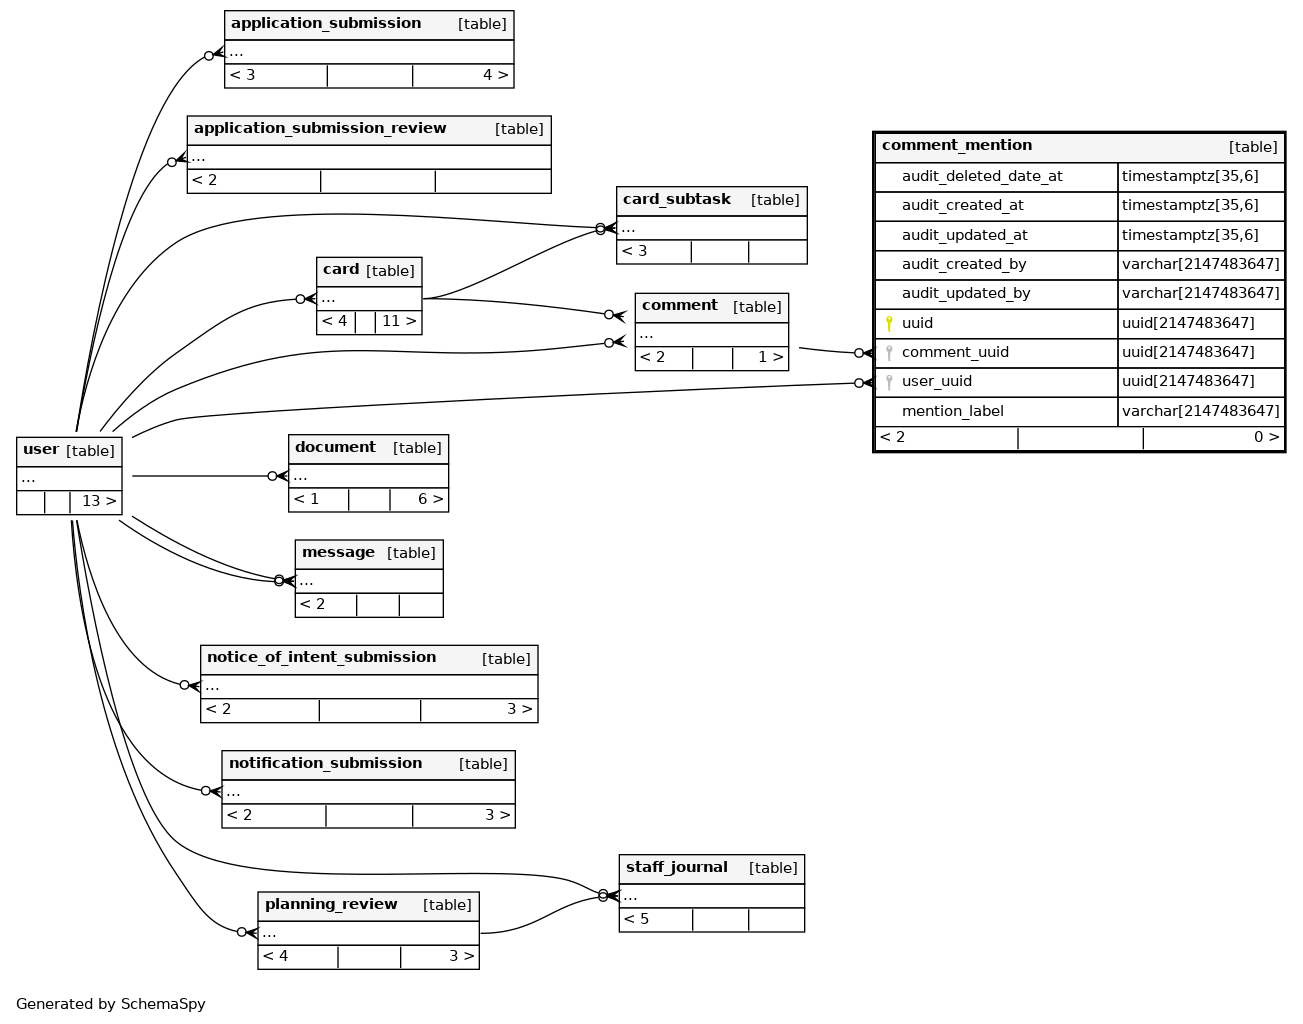 application_submission [table]
...
< 3 4 >
application_submission_review [table]
...
< 2
card_subtask [table]
...
< 3
card [table]
...
< 4 11 >
comment [table]
...
< 2 1 >
comment_mention [table]
audit_deleted_date_at timestamptz[35,6]
audit_created_at timestamptz[35,6]
audit_updated_at timestamptz[35,6]
audit_created_by varchar[2147483647]
audit_updated_by varchar[2147483647]
uuid uuid[2147483647]
comment_uuid uuid[2147483647]
user_uuid uuid[2147483647]
mention_label varchar[2147483647]
< 2 0 >
user [table]
...
13 >
document [table]
...
< 1 6 >
message [table]
...
< 2
notice_of_intent_submission [table]
...
< 2 3 >
notification_submission [table]
...
< 2 3 >
staff_journal [table]
...
< 5
planning_review [table]
...
< 4 3 >
Generated by SchemaSpy